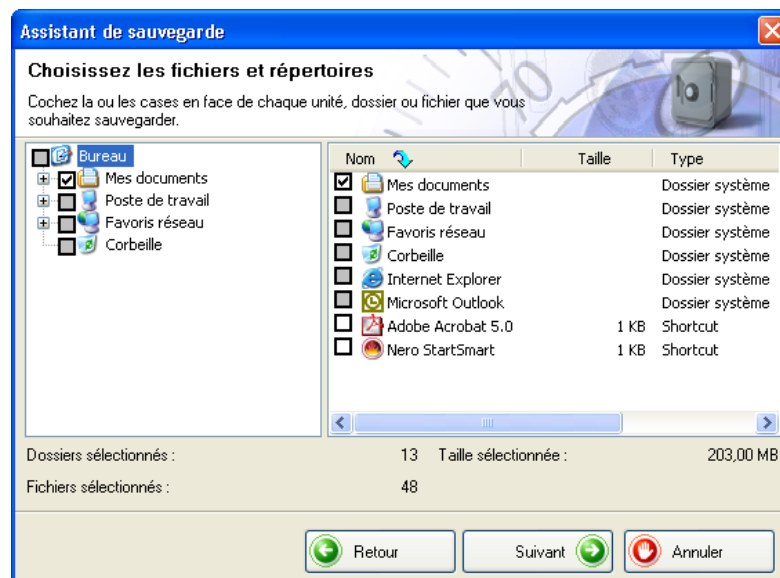 Assistant de sauvegarde
Choisissez les fichiers et répertoires
Cochez la ou les cases en face de chaque unité, dossier ou fichier que vous
souhaitez sauvegarder.
70
Bureau
Mes documents
Poste de travail
Favoris réseau
Corbeille
Nom Taille Type
Mes documents Dossier système
Poste de travail Dossier système
Favoris réseau Dossier système
Corbeille Dossier système
Internet Explorer Dossier système
Microsoft Outlook Dossier système
Adobe Acrobat 5.0 1 KB Shortcut
Nero StartSmart 1 KB Shortcut
Dossiers sélectionnés : 13 Taille sélectionnée : 203,00 MB
Fichiers sélectionnés : 48
Retour Suivant Annuler